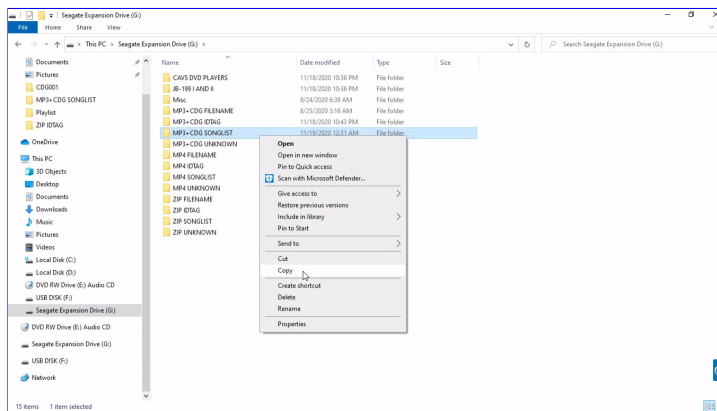 Seagate Expansion Drive (G:)
File Home Share View
This PC > Seagate Expansion Drive (G:) >
Search Seagate Expansion Drive (G:)
Name Date modified Type Size
Documents
Pictures
CDG001
MP3+CDG SONGLIST
Playlist
ZIP IDTAG
OneDrive
This PC
3D Objects
Desktop
Documents
Downloads
Music
Pictures
Videos
Local Disk (C:)
Local Disk (D:)
DVD RW Drive (E:) Audio CD
USB DISK (F:)
Seagate Expansion Drive (G:)
DVD RW Drive (E:) Audio CD
Seagate Expansion Drive (G:)
USB DISK (F:)
Network
CAVS DVD PLAYERS 11/18/2020 10:36 PM File folder
JB-199 I AND II 11/18/2020 10:36 PM File folder
Misc 8/24/2020 6:38 AM File folder
MP3+CDG FILENAME 8/25/2020 3:16 AM File folder
MP3+CDG IDTAG 11/18/2020 10:43 PM File folder
MP3+CDG SONGLIST 11/19/2020 12:31 AM File folder
MP3+CDG UNKNOWN
MP4 FILENAME
MP4 IDTAG
MP4 SONGLIST
MP4 UNKNOWN
ZIP FILENAME
ZIP IDTAG
ZIP SONGLIST
ZIP UNKNOWN
Open
Open in new window
Pin to Quick access
Scan with Microsoft Defender...
Give access to
Restore previous versions
Include in library
Pin to Start
Send to
Cut
Copy
Create shortcut
Delete
Rename
Properties
15 items 1 item selected